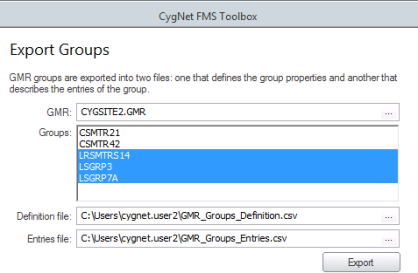 CygNet FMS Toolbox
Export Groups
GMR groups are exported into two files: one that defines the group properties and another that
describes the entries of the group.
GMR: CYGSITE2.GMR ...
Groups: CSMTR21
CSMTR42
LRSMTRS14
LSGRP3
LSGRP7A
Definition file: C:\Users\cygnet.user2\GMR_Groups_Definition.csv ...
Entries file: C:\Users\cygnet.user2\GMR_Groups_Entries.csv ...
Export